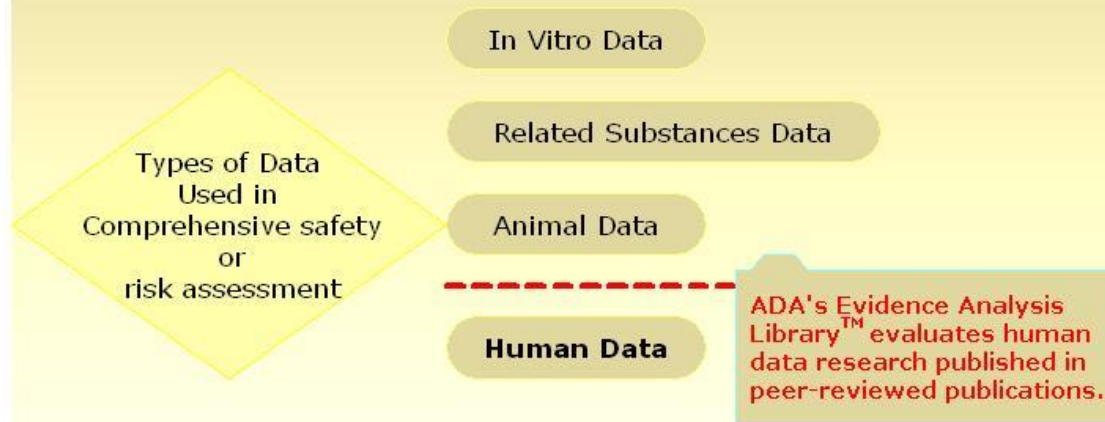 In Vitro Data
Related Substances Data
Types of Data
Used in
Comprehensive safety
or
risk assessment
Animal Data
Human Data
ADA's Evidence Analysis
Library™ evaluates human
data research published in
peer-reviewed publications.